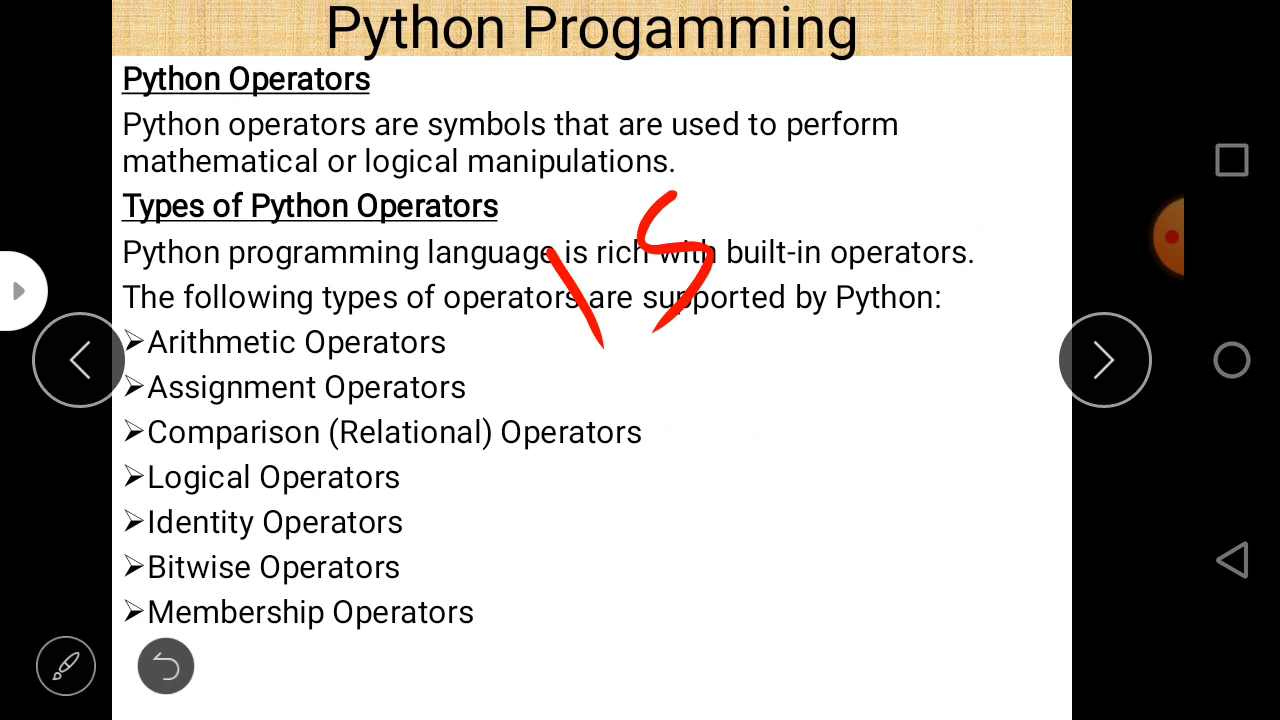 Python Progamming
Python Operators
Python operators are symbols that are used to perform
mathematical or logical manipulations.
Types of Python Operators
Python programming language is rich with built-in operators.
The following types of operators are supported by Python:
➢Arithmetic Operators
➢Assignment Operators
➢Comparison (Relational) Operators
➢Logical Operators
➢Identity Operators
➢Bitwise Operators
➢Membership Operators